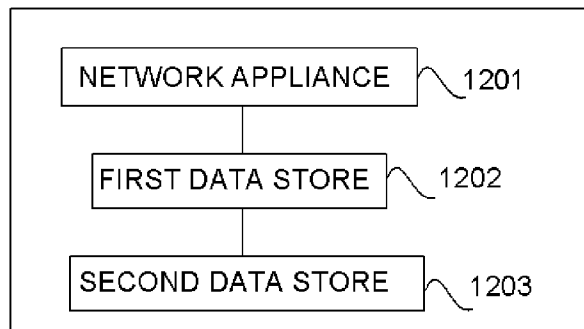 NETWORK APPLIANCE 1201
FIRST DATA STORE 1202
SECOND DATA STORE 1203